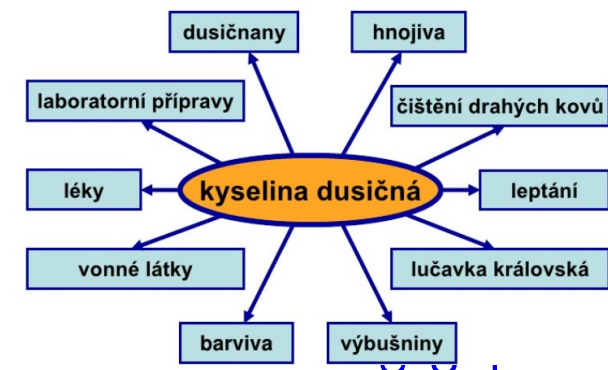 dusičnany
hnojiva
laboratorní přípravy
čištění drahých kovů
léky
kyselina dusičná
leptání
vonné látky
lučavka královská
barviva
výbušniny